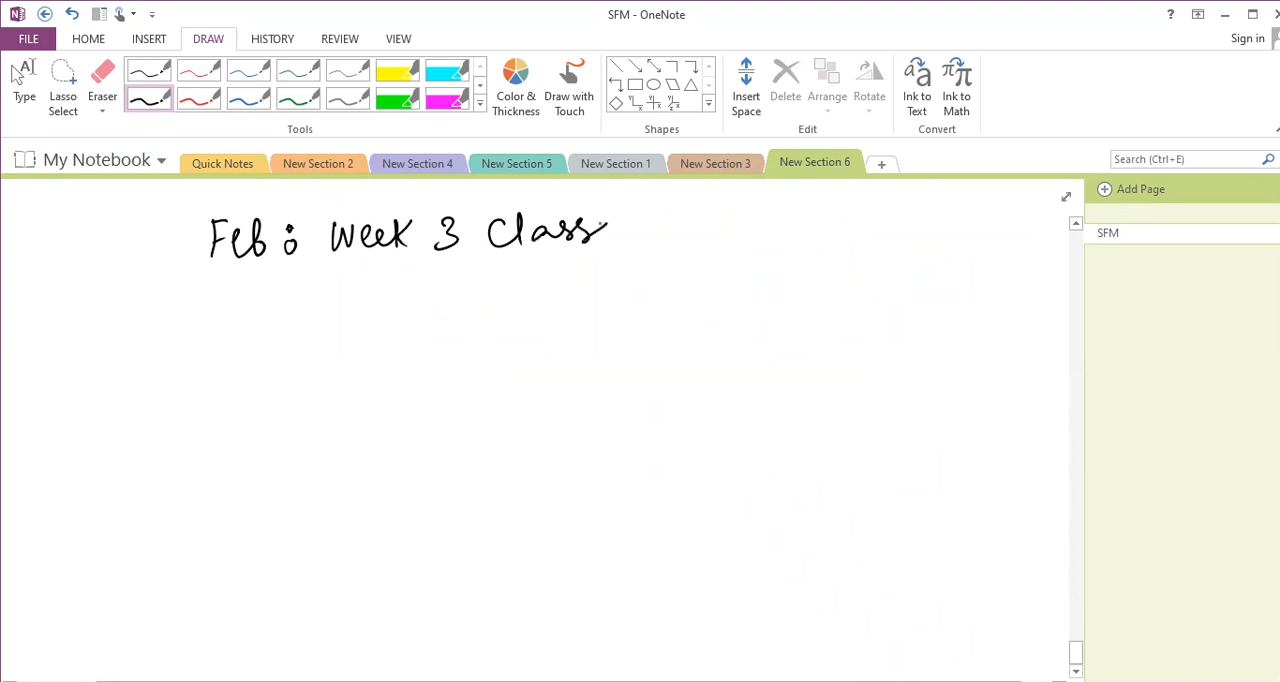 SFM - OneNote
? Sign in
FILE HOME INSERT DRAW HISTORY REVIEW VIEW
Type Lasso Select Eraser Color & Thickness Draw with Touch Insert Space Delete Arrange Rotate Ink to Text Ink to Math
Tools Shapes Edit Convert
My Notebook Quick Notes New Section 2 New Section 4 New Section 5 New Section 1 New Section 3 New Section 6 Search (Ctrl+E)
Add Page
SFM
Feb: Week 3 Class